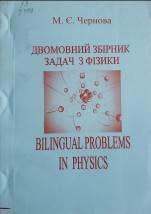 М. Є. Чернова
ДВОМОВНИЙ ЗБІРНИК
ЗАДАЧ З ФІЗИКИ
BILINGUAL PROBLEMS
IN PHYSICS